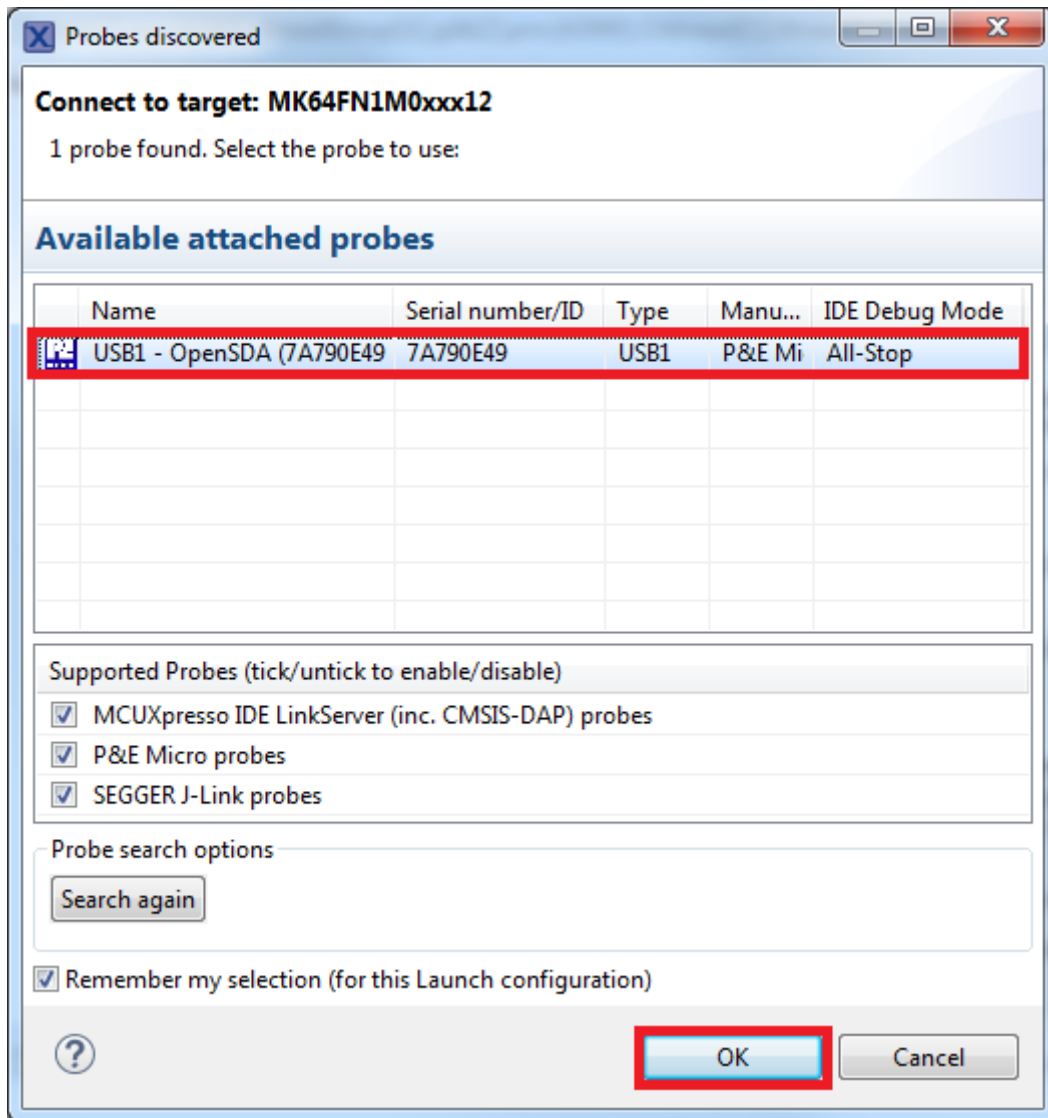 Probes discovered
Connect to target: MK64FN1M0xxx12
1 probe found. Select the probe to use:
Available attached probes
Name Serial number/ID Type Manu... IDE Debug Mode
USB1 - OpenSDA (7A790E49 7A790E49 USB1 P&E Mi All-Stop
Supported Probes (tick/untick to enable/disable)
MCUXpresso IDE LinkServer (inc. CMSIS-DAP) probes
P&E Micro probes
SEGGER J-Link probes
Probe search options
Search again
Remember my selection (for this Launch configuration)
OK Cancel